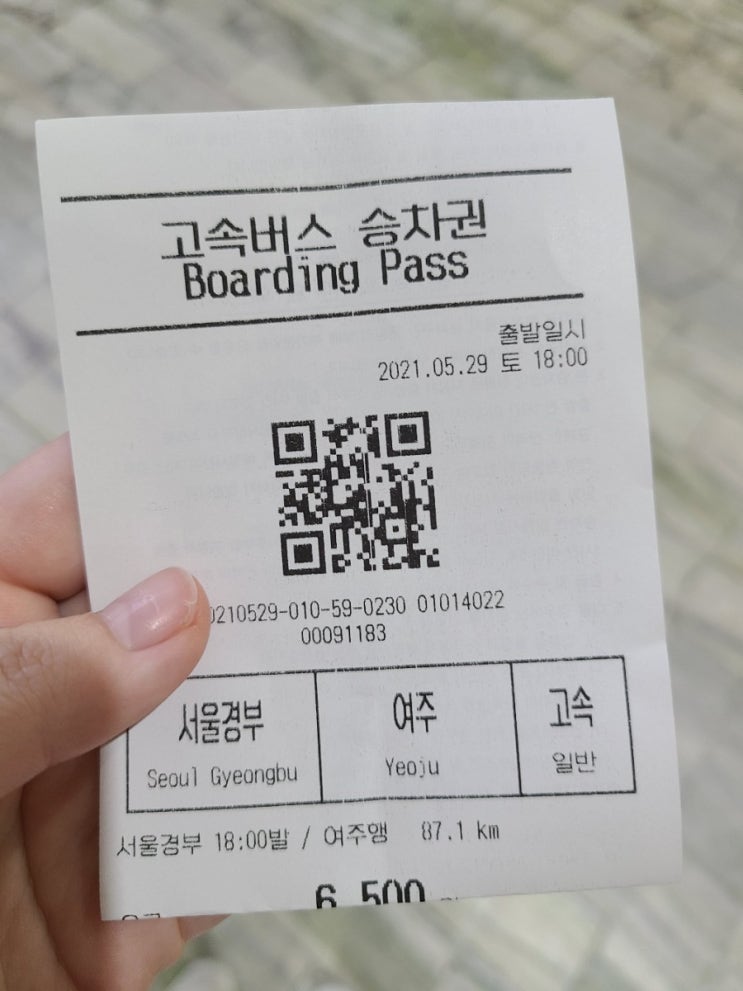 고속버스 승차권
Boarding Pass
출발일시
2021.05.29 토 18:00
0210529-010-59-0230 01014022
00091183
서울경부 여주 고속
Seoul Gyeongbu Yeoju 일반
서울경부 18:00발 / 여주행 87.1 km
6,500